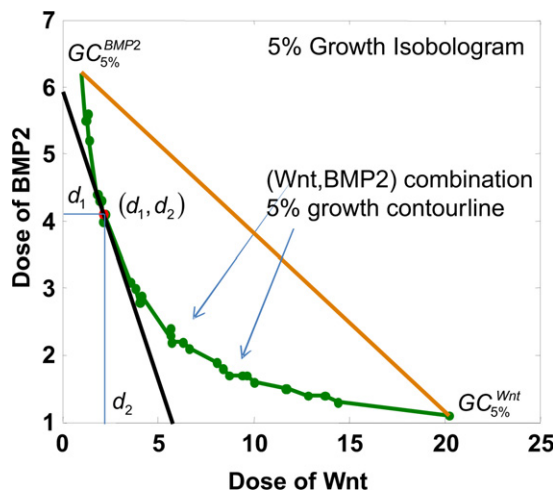 5% Growth Isobologram
GC5%^BMP2
(Wnt,BMP2) combination
5% growth contourline
d1
(d1,d2)
d2
GC5%^Wnt
7
6
5
4
3
2
1
0
5
10
15
20
25
Dose of BMP2
Dose of Wnt